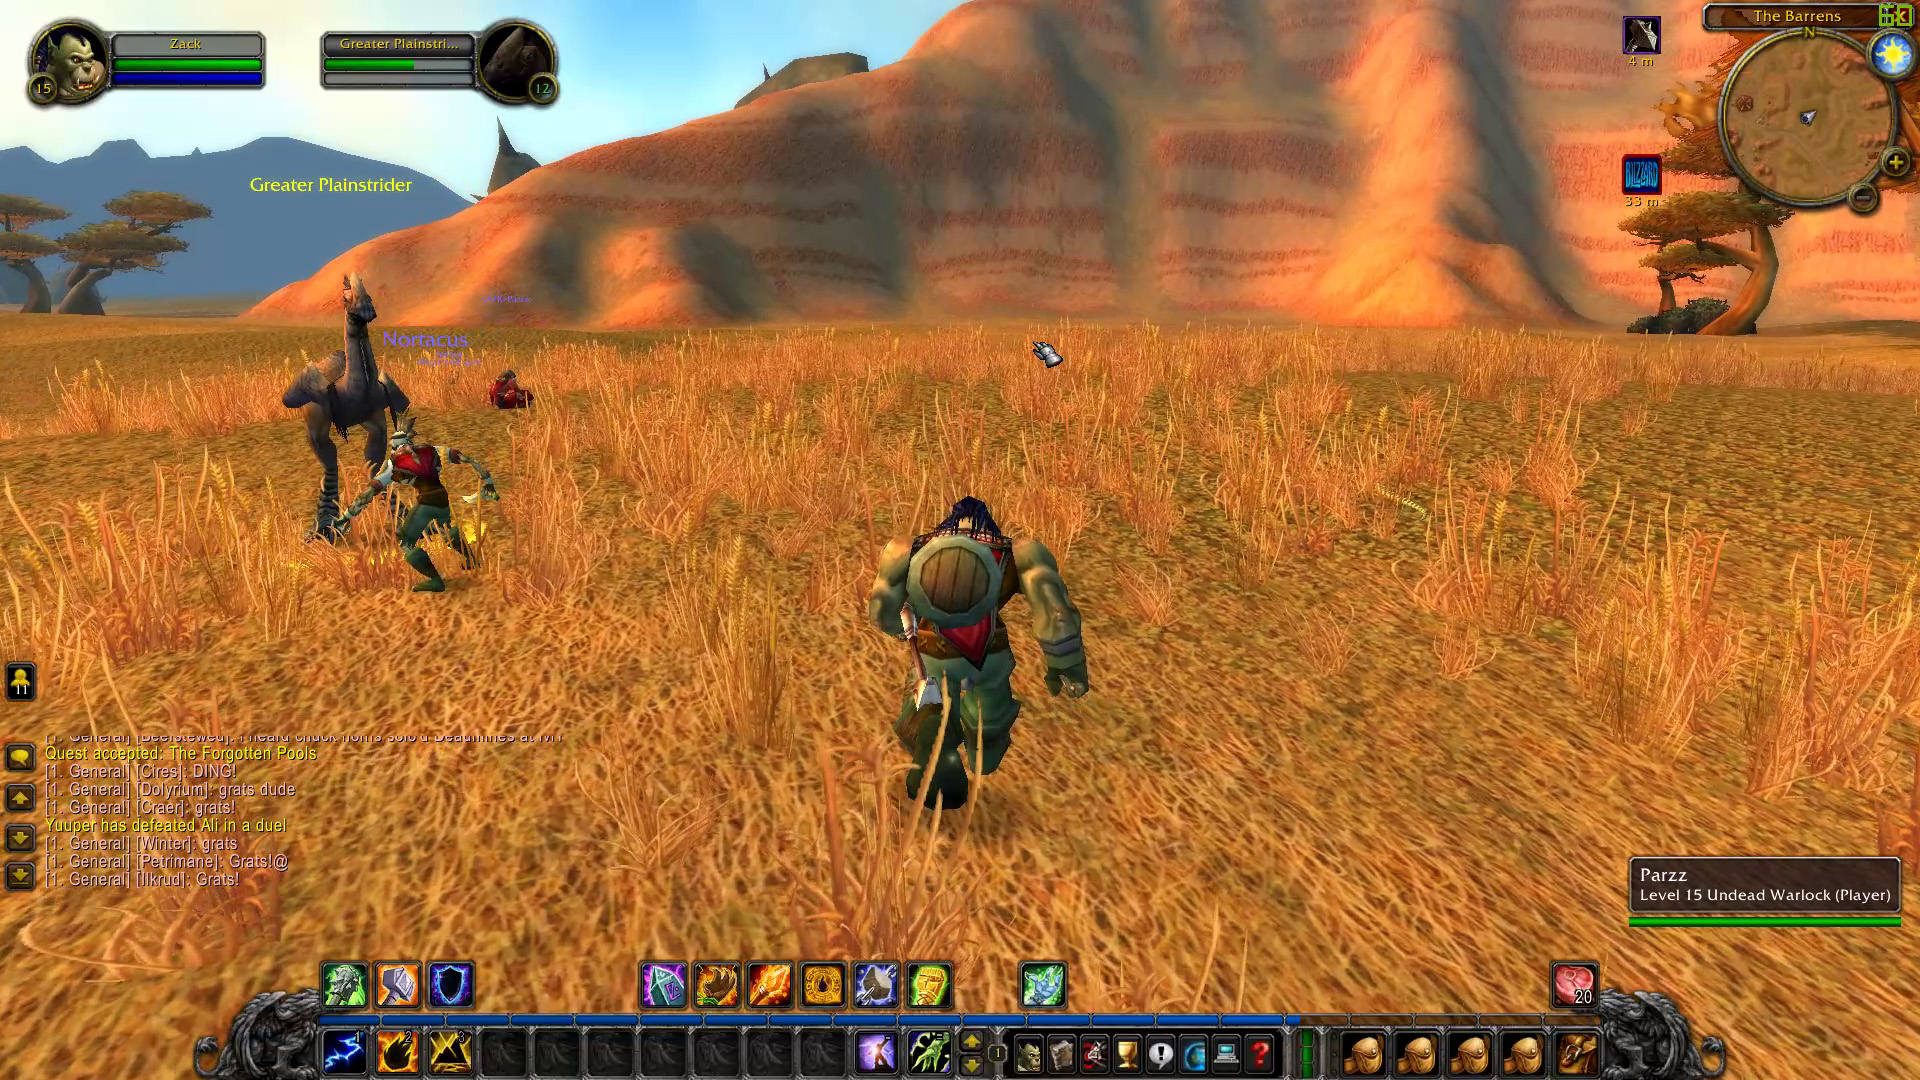 Zack
15
Greater Plainstri...
12
4 m
The Barrens
N
BLIZZARD
33 m
Greater Plainstrider
Nortacus
11
Quest accepted: The Forgotten Pools
[1. General] [Cires]: DING!
[1. General] [Dolyrium]: grats dude
[1. General] [Craer]: grats!
Yuuper has defeated Ali in a duel
[1. General] [Winter]: grats
[1. General] [Petrimane]: Grats!@
[1. General] [Ilkrud]: Grats!
Parzz
Level 15 Undead Warlock (Player)
20
1
2
3
1